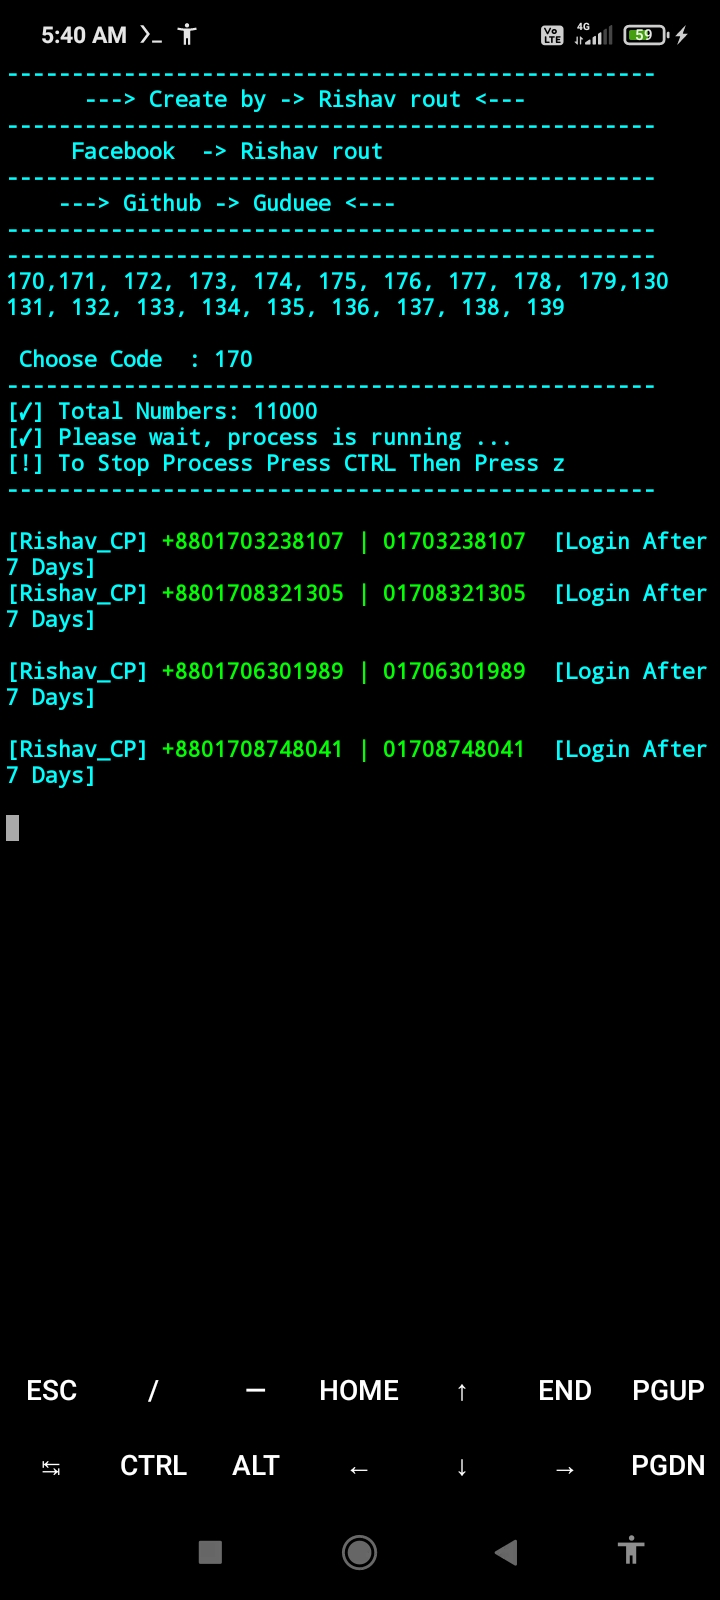 5:40 AM
Vo LTE 4G 59
--------------------------------------------------
---> Create by -> Rishav rout <---
--------------------------------------------------
Facebook -> Rishav rout
--------------------------------------------------
---> Github -> Guduee <---
--------------------------------------------------
--------------------------------------------------
170,171, 172, 173, 174, 175, 176, 177, 178, 179,130
131, 132, 133, 134, 135, 136, 137, 138, 139
Choose Code : 170
--------------------------------------------------
[✓] Total Numbers: 11000
[✓] Please wait, process is running ...
[!] To Stop Process Press CTRL Then Press z
--------------------------------------------------
[Rishav_CP] +8801703238107 | 01703238107 [Login After
7 Days]
[Rishav_CP] +8801708321305 | 01708321305 [Login After
7 Days]
[Rishav_CP] +8801706301989 | 01706301989 [Login After
7 Days]
[Rishav_CP] +8801708748041 | 01708748041 [Login After
7 Days]
ESC / — HOME ↑ END PGUP
↹ CTRL ALT ← ↓ → PGDN